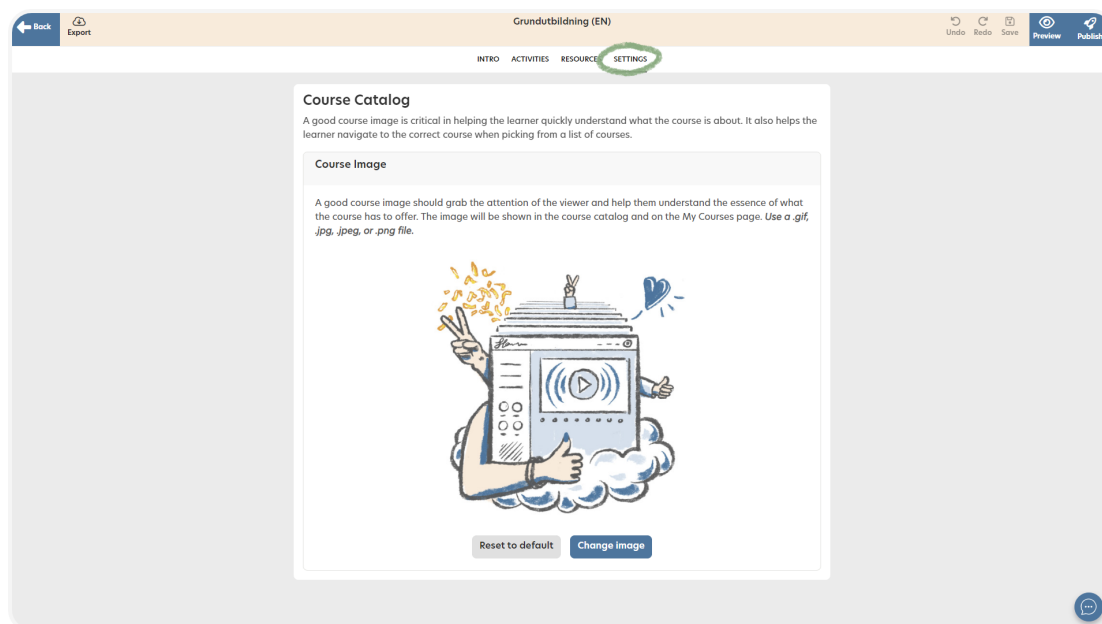 Back
Export
Grundutbildning (EN)
Undo
Redo
Save
Preview
Publish
INTRO
ACTIVITIES
RESOURCES
SETTINGS
Course Catalog
A good course image is critical in helping the learner quickly understand what the course is about. It also helps the
learner navigate to the correct course when picking from a list of courses.
Course Image
A good course image should grab the attention of the viewer and help them understand the essence of what
the course has to offer. The image will be shown in the course catalog and on the My Courses page. Use a .gif,
.jpg, .jpeg, or .png file.
Reset to default
Change image